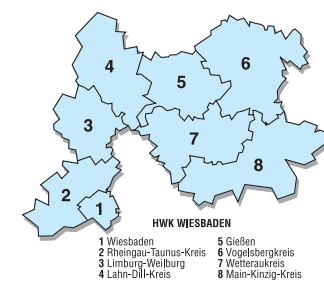 4
6
5
3
7
8
2
1
HWK WIESBADEN
1 Wiesbaden
2 Rheingau-Taunus-Kreis
3 Limburg-Weilburg
4 Lahn-Dill-Kreis
5 Gießen
6 Vogelsbergkreis
7 Wetteraukreis
8 Main-Kinzig-Kreis